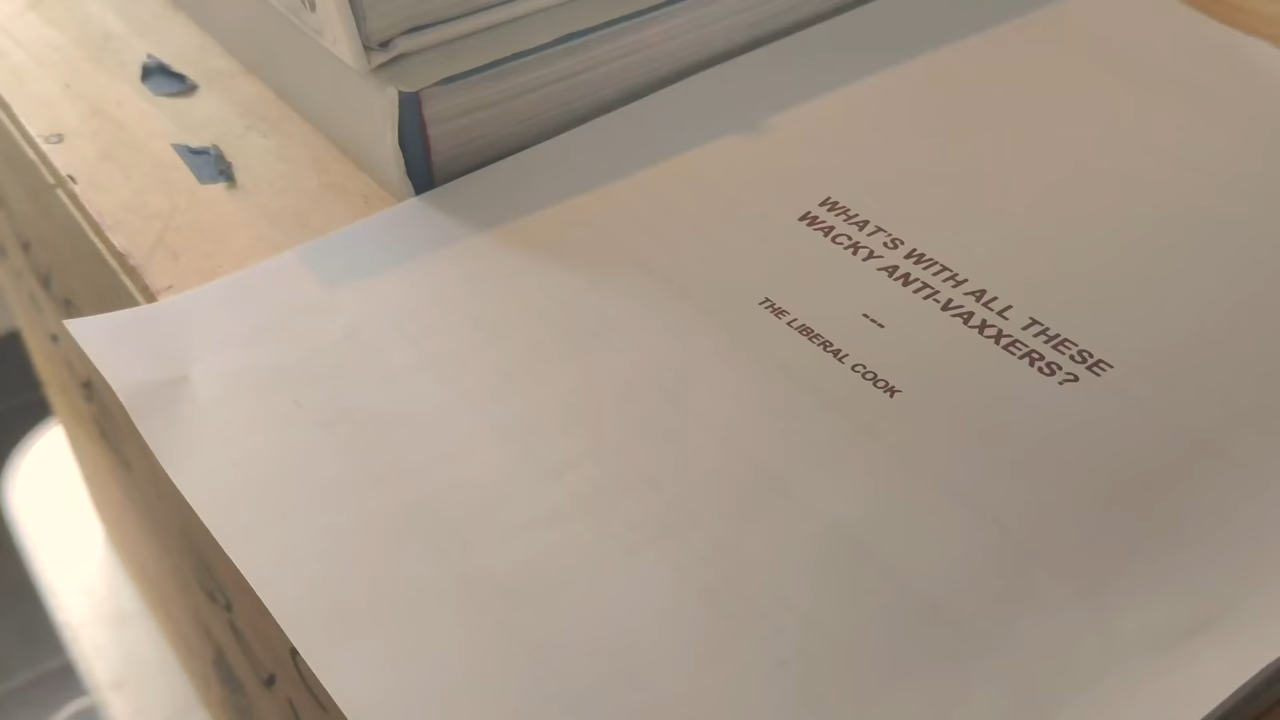 WHAT'S WITH ALL THESE
WACKY ANTI-VAXXERS?
---
THE LIBERAL COOK